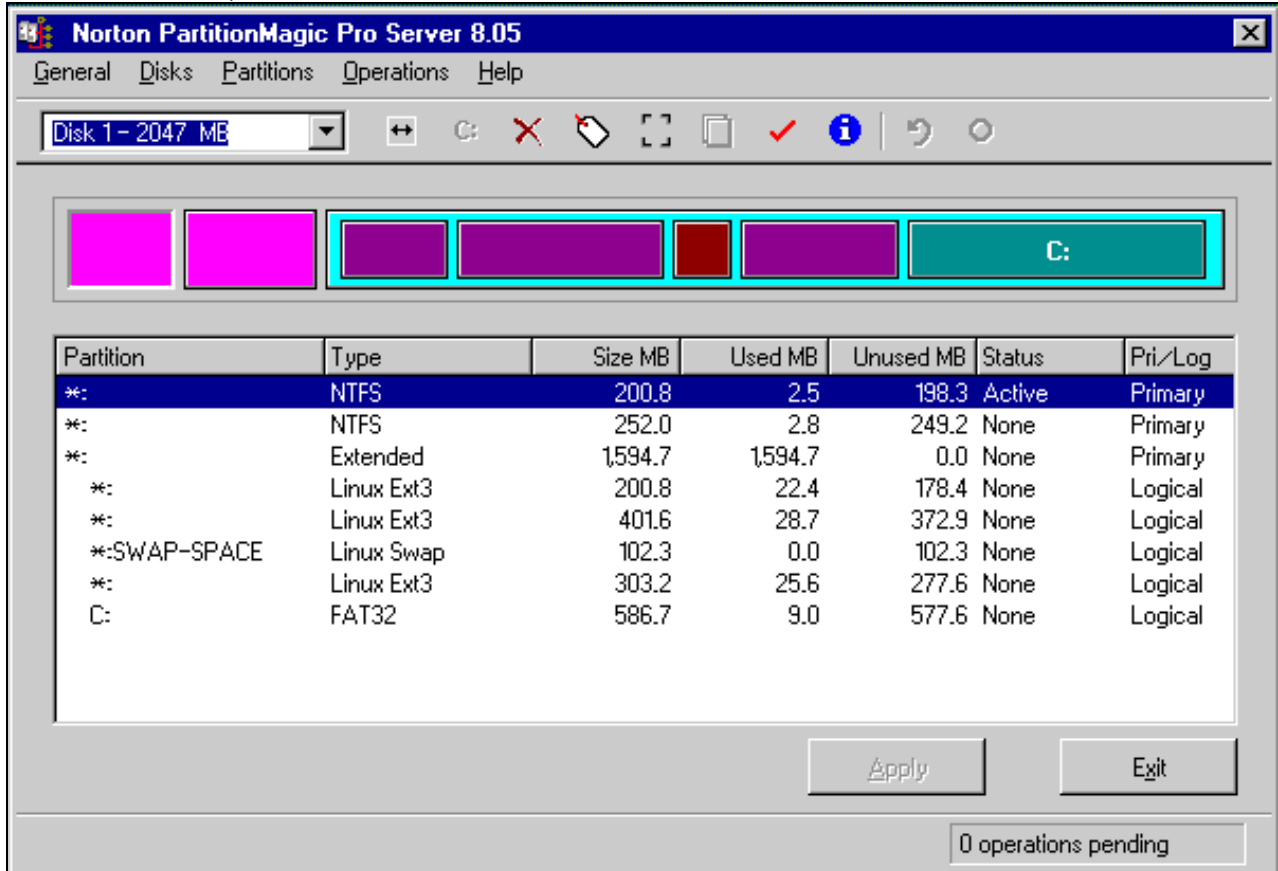 Norton PartitionMagic Pro Server 8.05
General Disks Partitions Operations Help
Disk 1 - 2047 MB C:
C:
Partition Type Size MB Used MB Unused MB Status Pri/Log
*: NTFS 200.8 2.5 198.3 Active Primary
*: NTFS 252.0 2.8 249.2 None Primary
*: Extended 1,594.7 1,594.7 0.0 None Primary
*: Linux Ext3 200.8 22.4 178.4 None Logical
*: Linux Ext3 401.6 28.7 372.9 None Logical
*:SWAP-SPACE Linux Swap 102.3 0.0 102.3 None Logical
*: Linux Ext3 303.2 25.6 277.6 None Logical
C: FAT32 586.7 9.0 577.6 None Logical
Apply Exit
0 operations pending